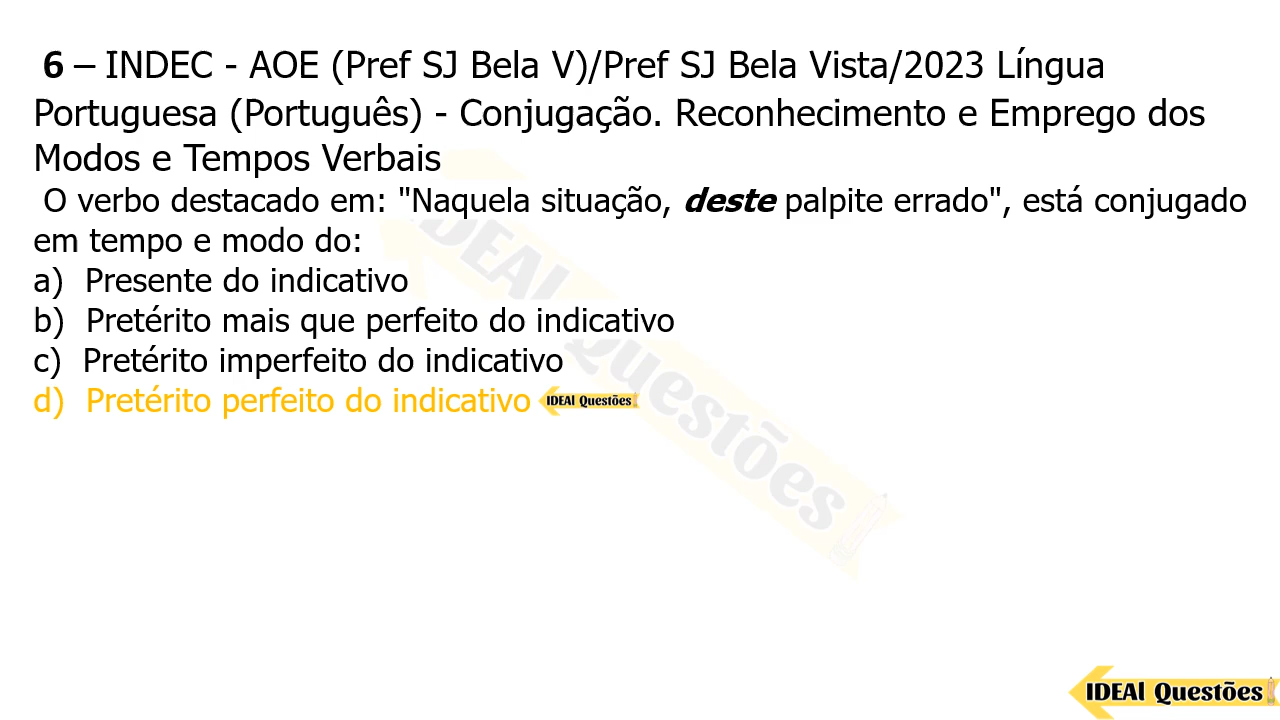 6 – INDEC - AOE (Pref SJ Bela V)/Pref SJ Bela Vista/2023 Língua
Portuguesa (Português) - Conjugação. Reconhecimento e Emprego dos
Modos e Tempos Verbais
O verbo destacado em: "Naquela situação, deste palpite errado", está conjugado
em tempo e modo do:
a) Presente do indicativo
b) Pretérito mais que perfeito do indicativo
c) Pretérito imperfeito do indicativo
d) Pretérito perfeito do indicativo IDEAl Questões
IDEAl Questões
IDEAl Questões